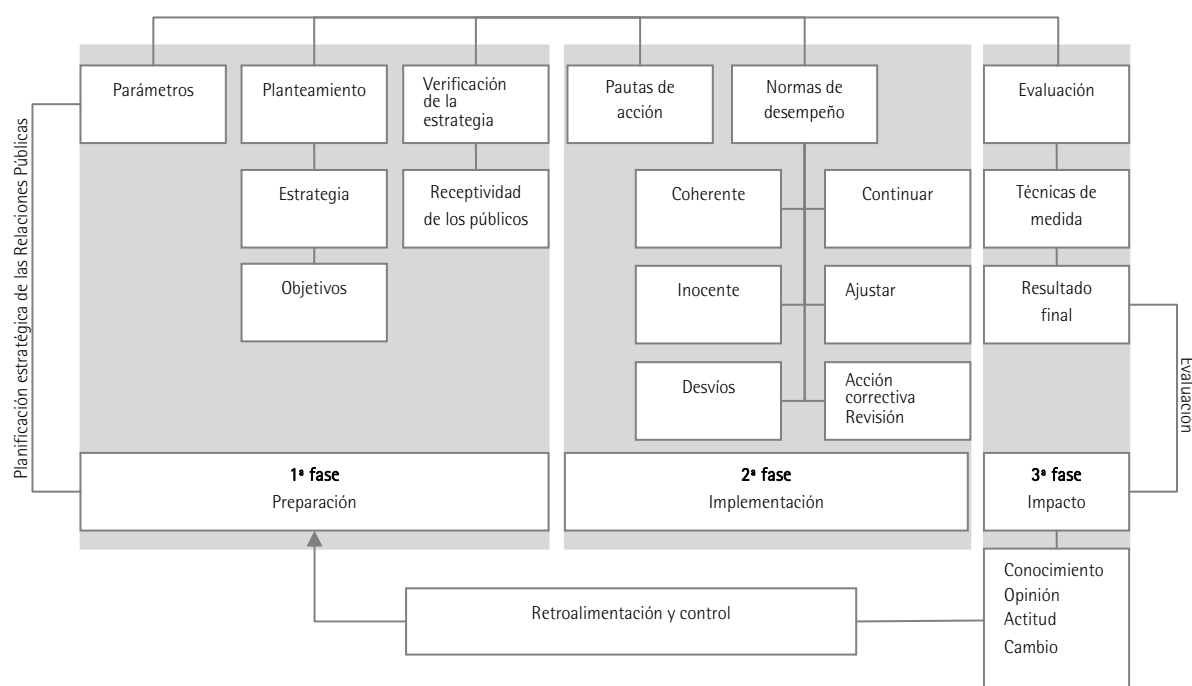 Parámetros
Planteamiento
Verificación
de la
estrategia
Pautas de
acción
Normas de
desempeño
Evaluación
Estrategia
Receptividad
de los públicos
Coherente
Continuar
Técnicas de
medida
Objetivos
Inocente
Ajustar
Resultado
final
Desvíos
Acción
correctiva
Revisión
Planificación estratégica de las Relaciones Públicas
Evaluación
1ª fase
Preparación
2ª fase
Implementación
3ª fase
Impacto
Conocimiento
Opinión
Actitud
Cambio
Retroalimentación y control